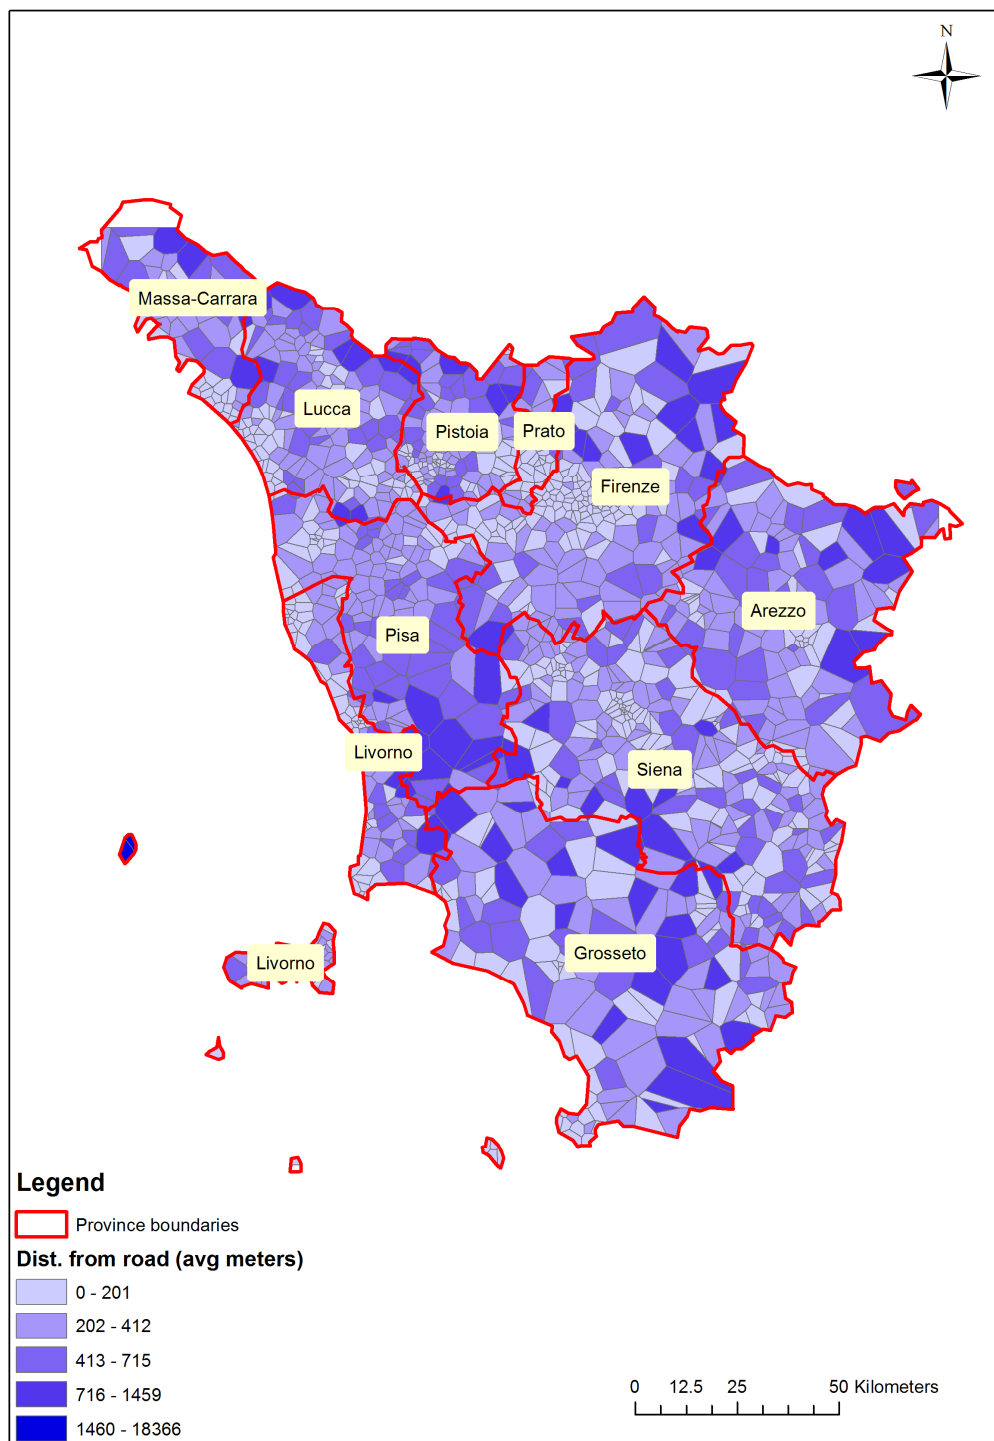 N
Massa-Carrara
Lucca
Pistoia
Prato
Firenze
Arezzo
Pisa
Livorno
Siena
Grosseto
Livorno
Legend
Province boundaries
Dist. from road (avg meters)
0 - 201
202 - 412
413 - 715
716 - 1459
1460 - 18366
0 12.5 25 50 Kilometers